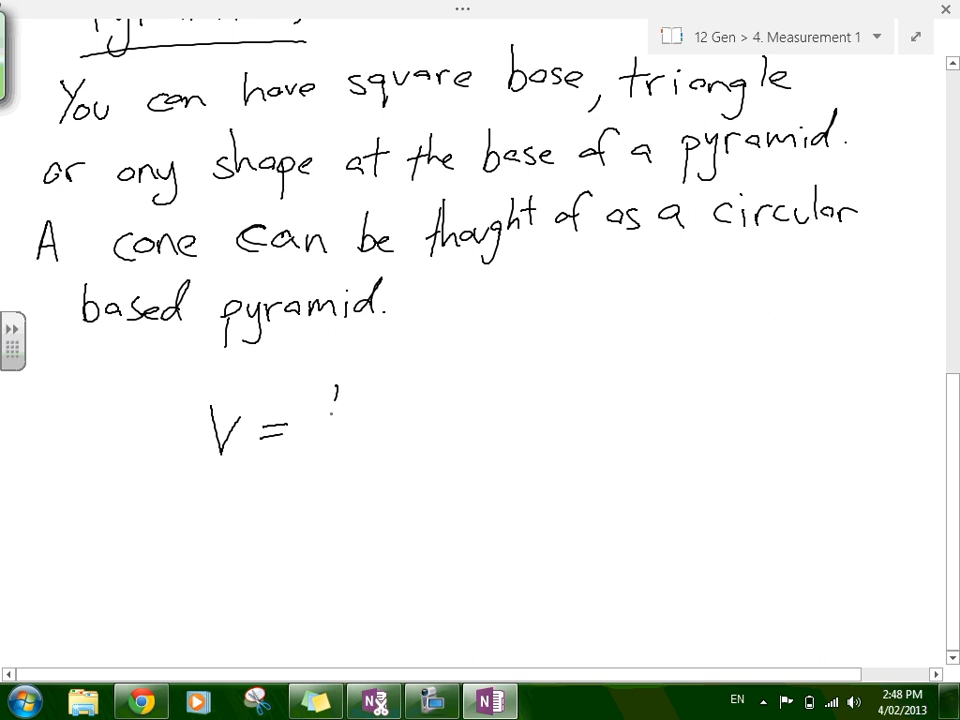 12 Gen > 4. Measurement 1
You can have square base, triangle
or any shape at the base of a pyramid.
A cone can be thought of as a circular
based pyramid.
V =
EN
2:48 PM
4/02/2013